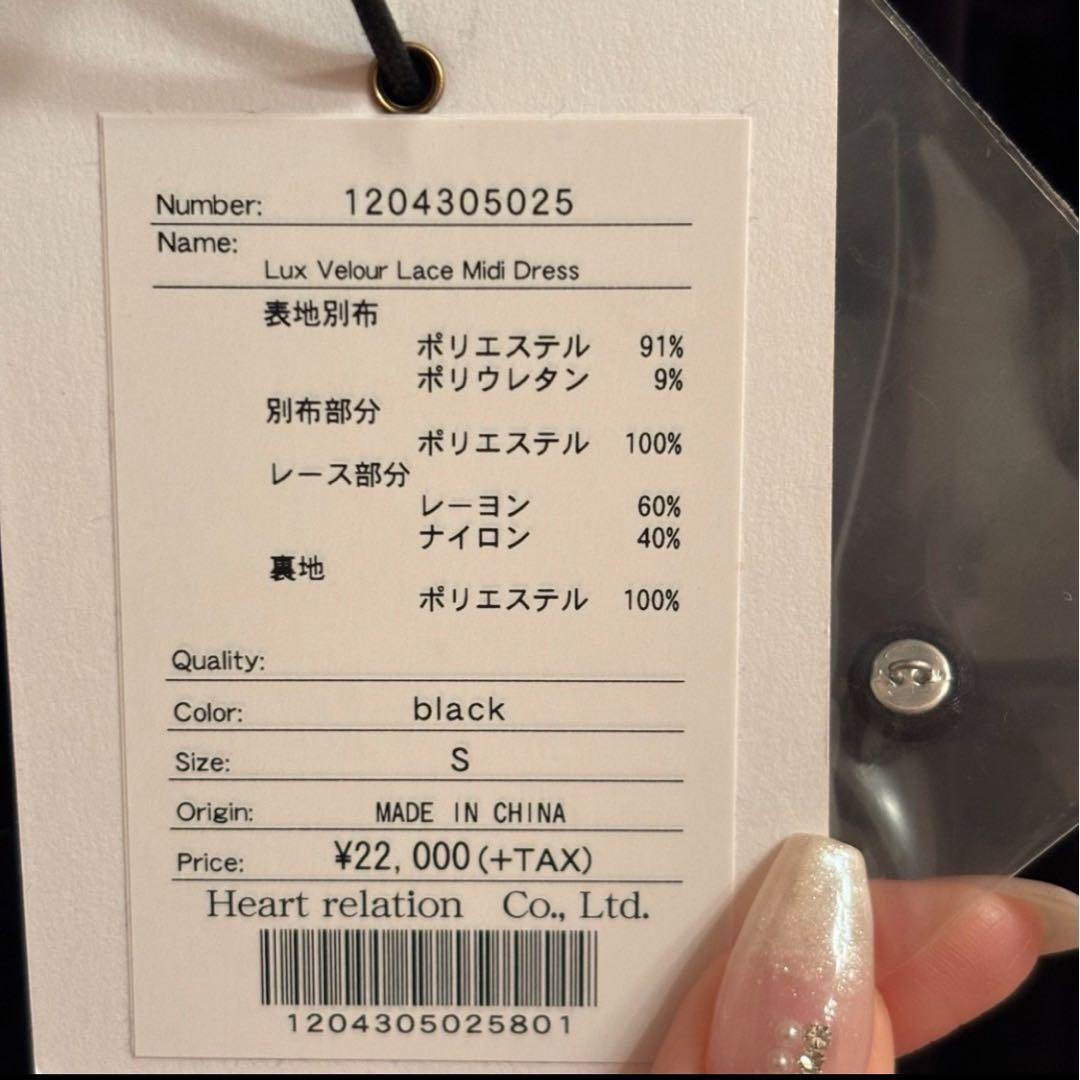 Number: 1204305025
Name:
Lux Velour Lace Midi Dress
表地別布
ポリエステル 91%
ポリウレタン 9%
別布部分
ポリエステル 100%
レース部分
レーヨン 60%
ナイロン 40%
裏地
ポリエステル 100%
Quality:
Color: black
Size: S
Origin: MADE IN CHINA
Price: ¥22,000(+TAX)
Heart relation Co., Ltd.
1204305025801